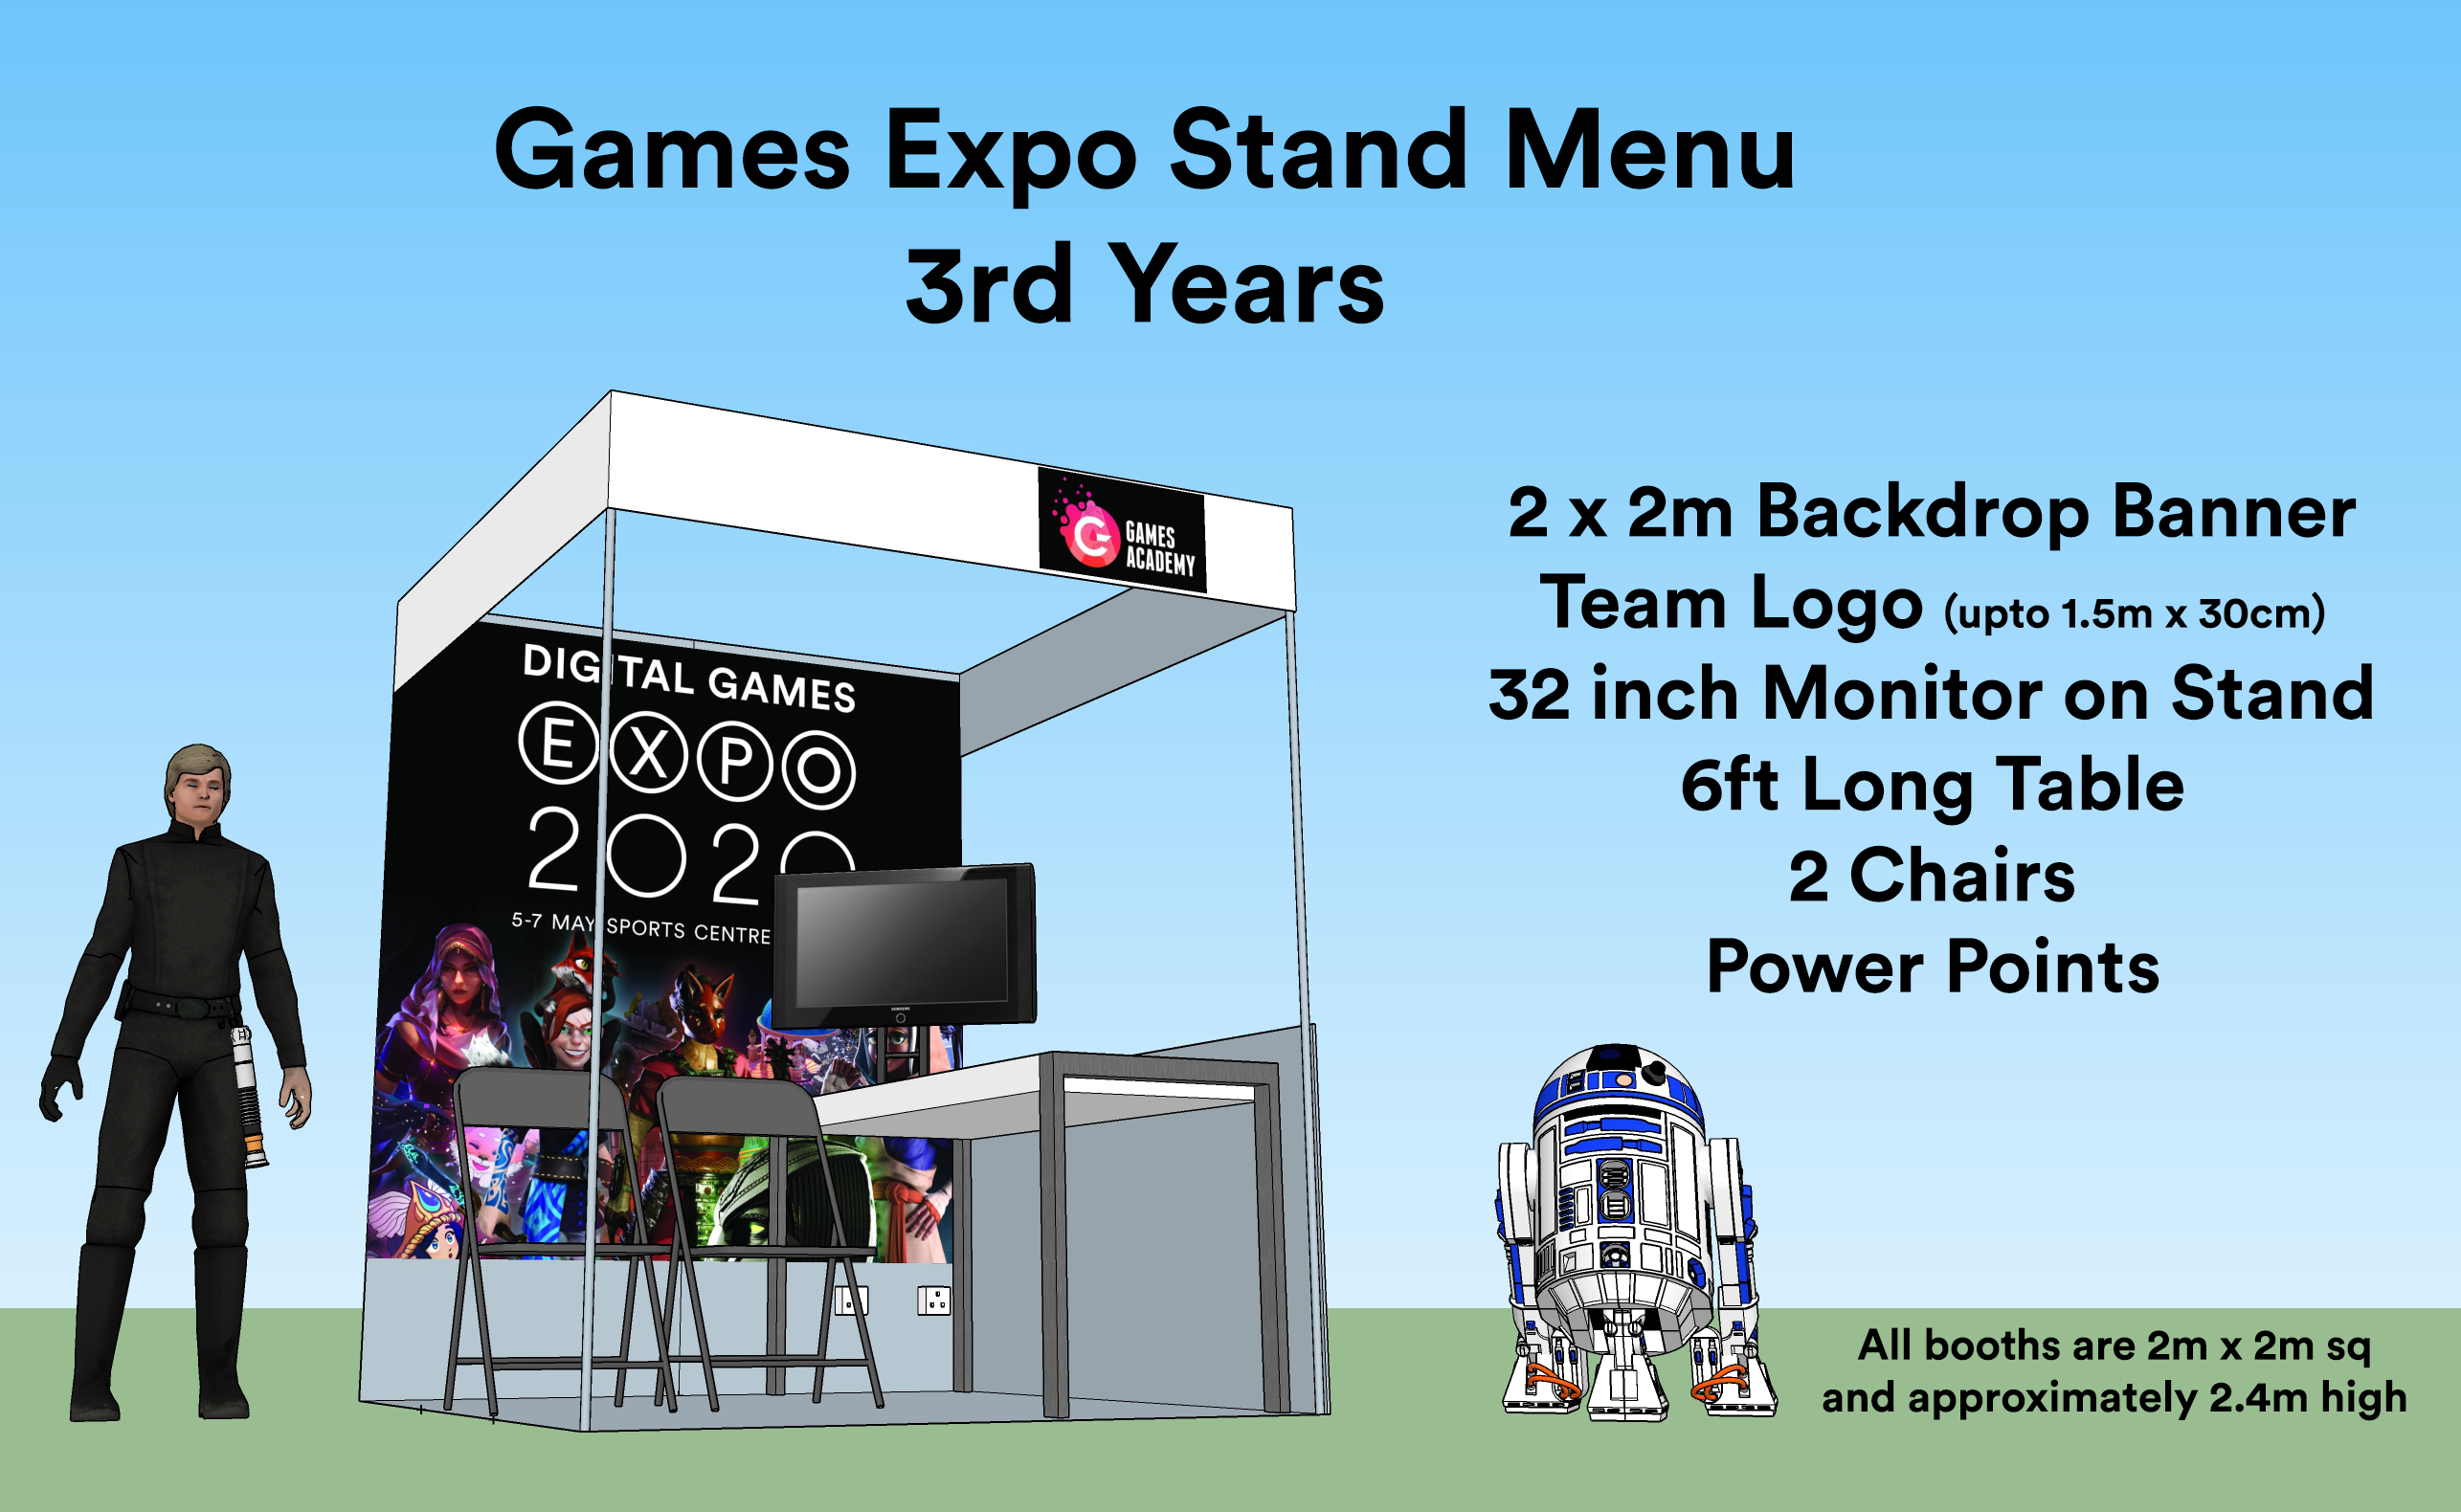 Games Expo Stand Menu
3rd Years
GAMES
ACADEMY
DIGITAL GAMES
EXPO
2020
5-7 MAY SPORTS CENTRE
SAMSUNG
2 x 2m Backdrop Banner
Team Logo (upto 1.5m x 30cm)
32 inch Monitor on Stand
6ft Long Table
2 Chairs
Power Points
All booths are 2m x 2m sq
and approximately 2.4m high